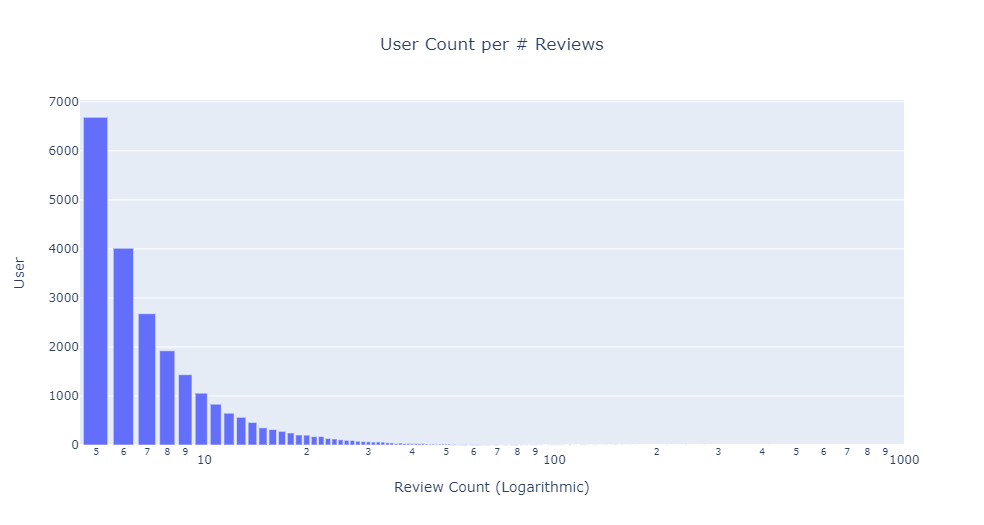 User Count per # Reviews
7000
6000
5000
4000
3000
2000
1000
0
User
5 6 7 8 9 10 2 3 4 5 6 7 8 9 100 2 3 4 5 6 7 8 9 1000
Review Count (Logarithmic)